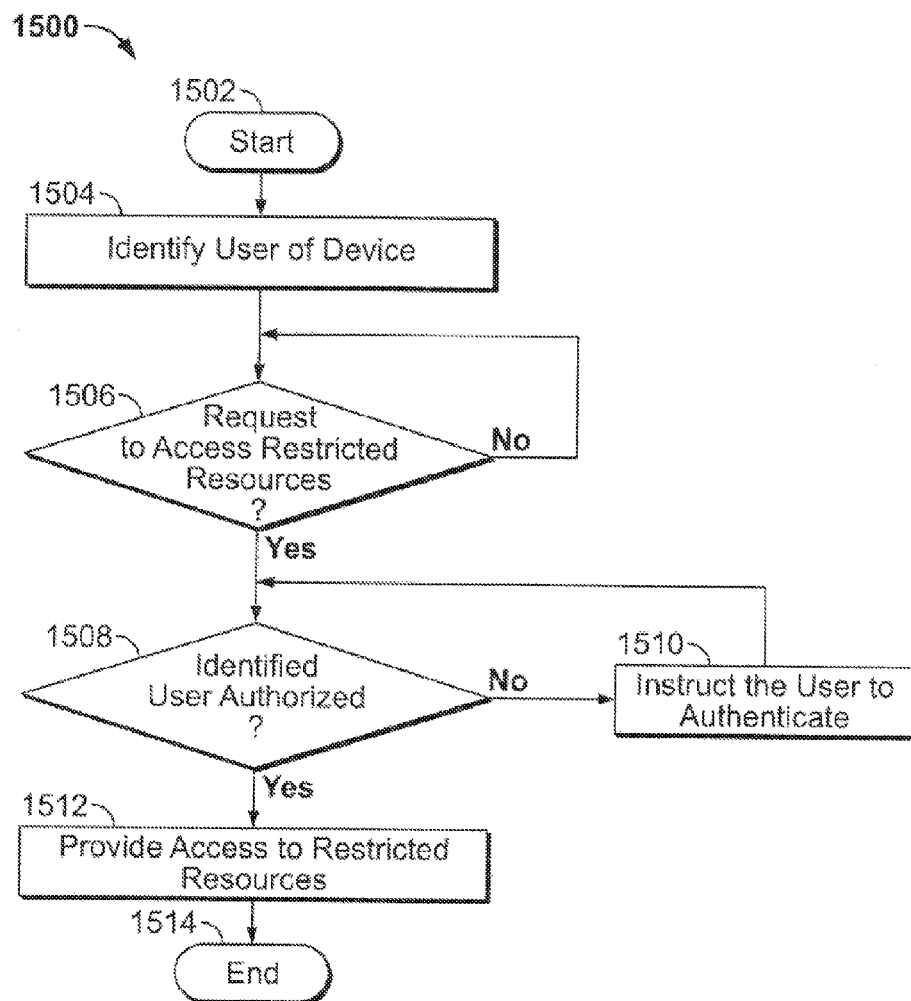 1500
1502
Start
1504
Identify User of Device
1506
Request
to Access Restricted
Resources
?
No
Yes
1508
Identified
User Authorized
?
No
1510
Instruct the User to
Authenticate
Yes
1512
Provide Access to Restricted
Resources
1514
End